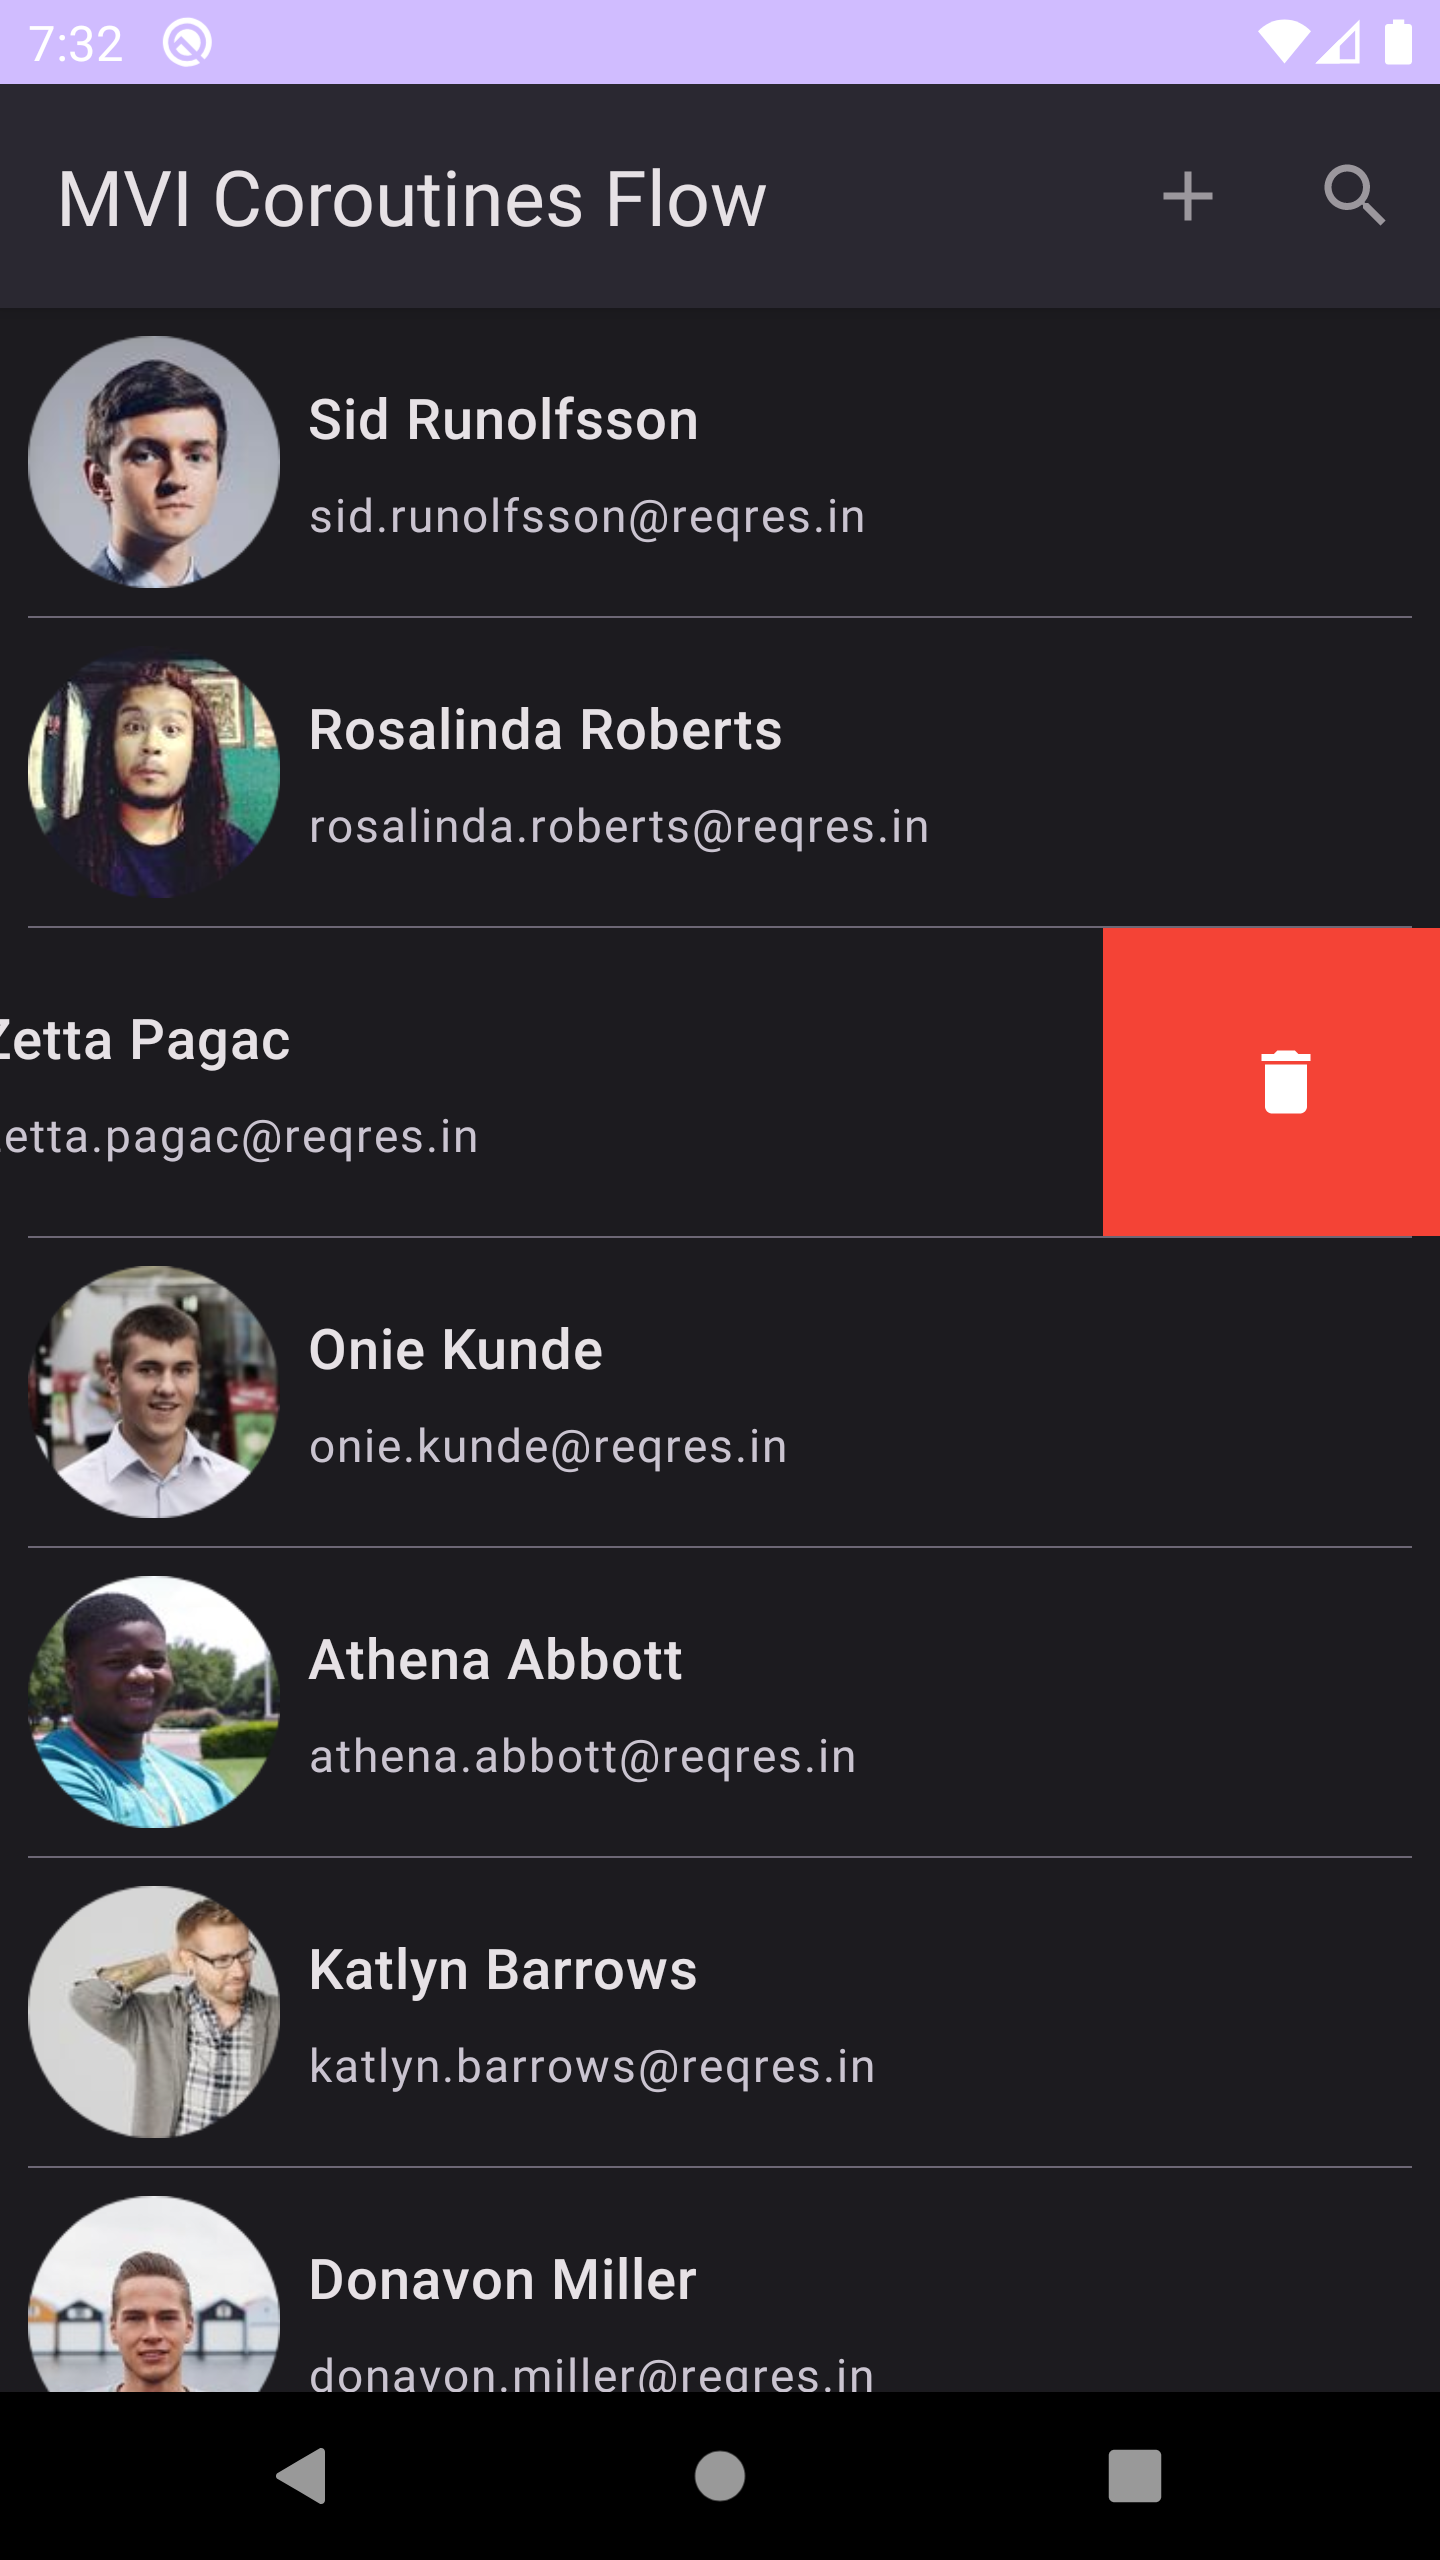 7:32
MVI Coroutines Flow
Sid Runolfsson
sid.runolfsson@reqres.in
Rosalinda Roberts
rosalinda.roberts@reqres.in
Zetta Pagac
etta.pagac@reqres.in
Onie Kunde
onie.kunde@reqres.in
Athena Abbott
athena.abbott@reqres.in
Katlyn Barrows
katlyn.barrows@reqres.in
Donavon Miller
donavon.miller@reqres.in